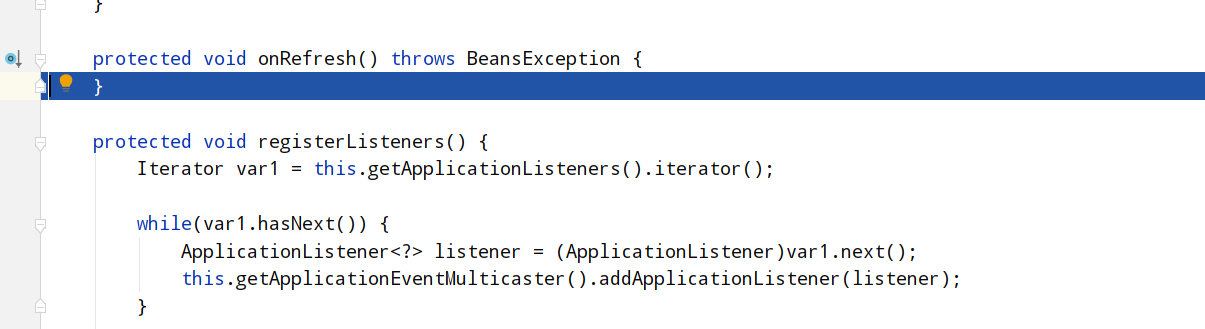 }
protected void onRefresh() throws BeansException {
}
protected void registerListeners() {
Iterator var1 = this.getApplicationListeners().iterator();
while(var1.hasNext()) {
ApplicationListener<?> listener = (ApplicationListener)var1.next();
this.getApplicationEventMulticaster().addApplicationListener(listener);
}